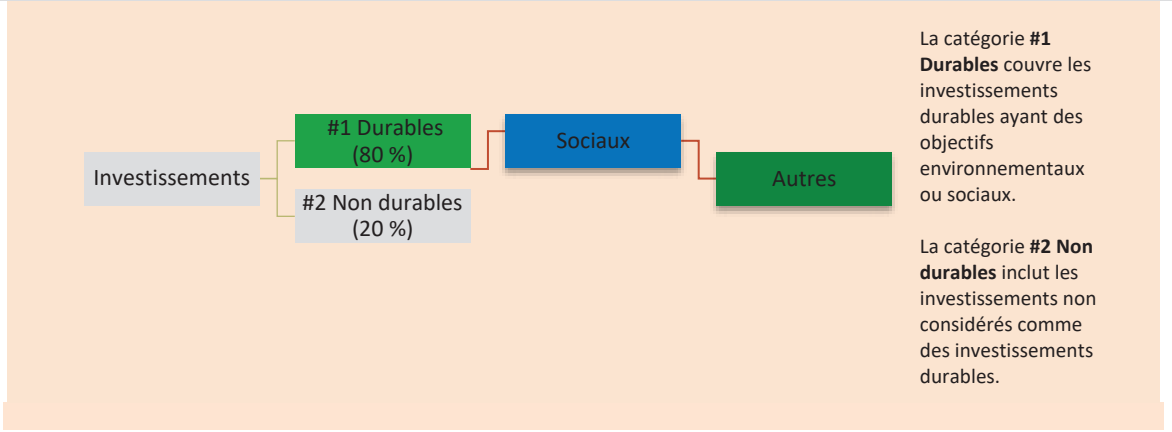 Investissements
#1 Durables
(80 %)
#2 Non durables
(20 %)
Sociaux
Autres
La catégorie #1
Durables couvre les
investissements
durables ayant des
objectifs
environnementaux
ou sociaux.
La catégorie #2 Non
durables inclut les
investissements non
considérés comme
des investissements
durables.